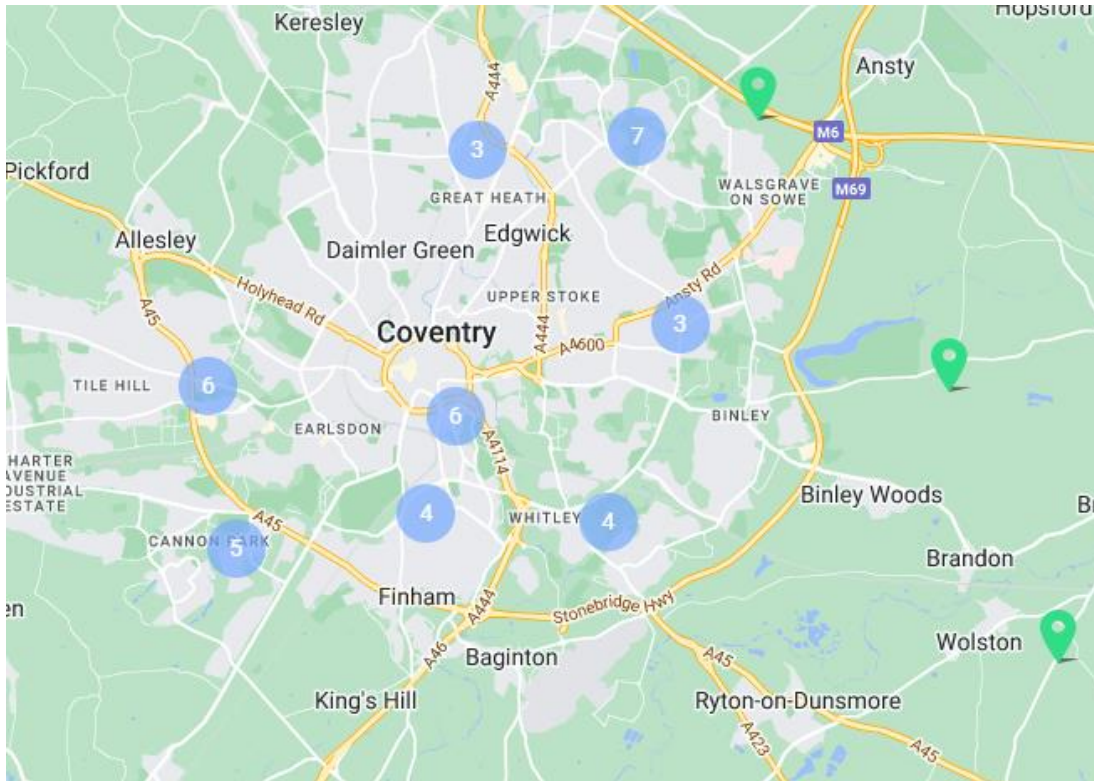 Keresley
Hopsford
A444
Ansty
3
7
M6
Pickford
GREAT HEATH
WALSGRAVE
ON SOWE
M69
Allesley
Daimler Green
Edgwick
Holyhead Rd
UPPER STOKE
Ansty Rd
A45
Coventry
A444
A4600
3
TILE HILL
6
6
EARLSDON
BINLEY
A4114
HARTER
AVENUE
DUSTRIAL
ESTATE
Binley Woods
4
WHITLEY
4
A45
CANNON PARK
5
Brandon
Finham
A444
Stonebridge Hwy
Wolston
A46
Baginton
A45
King's Hill
Ryton-on-Dunsmore
A423
A45